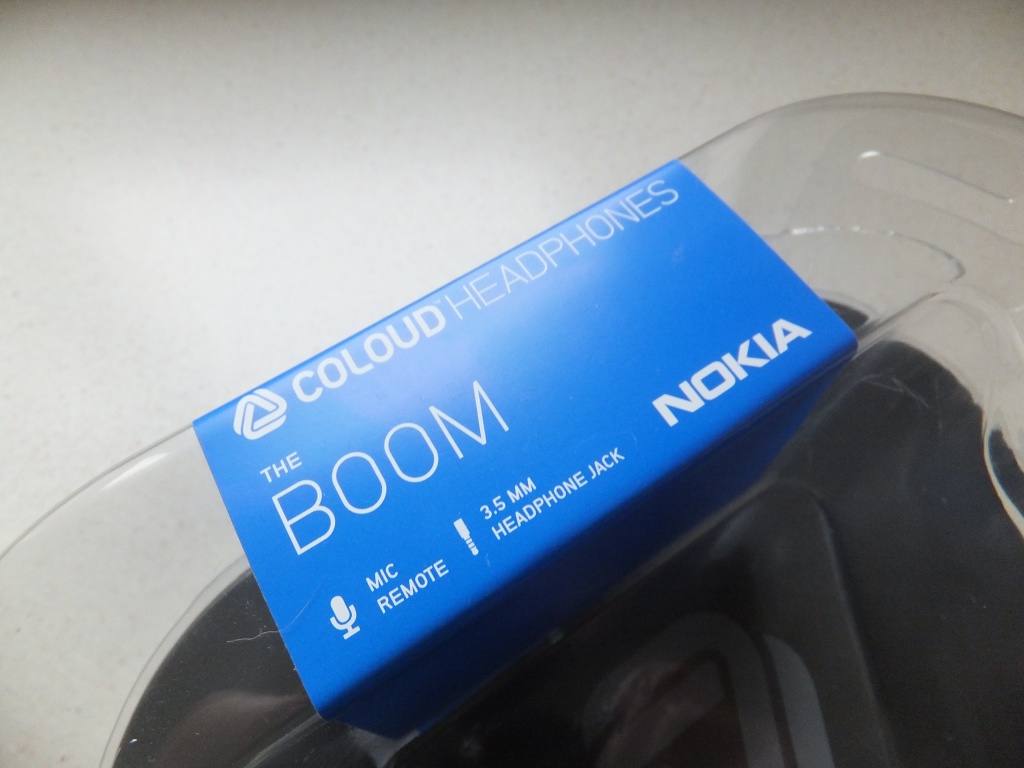 COLOUD HEADPHONES
THE
BOOM
NOKIA
MIC
REMOTE
3.5 MM
HEADPHONE JACK